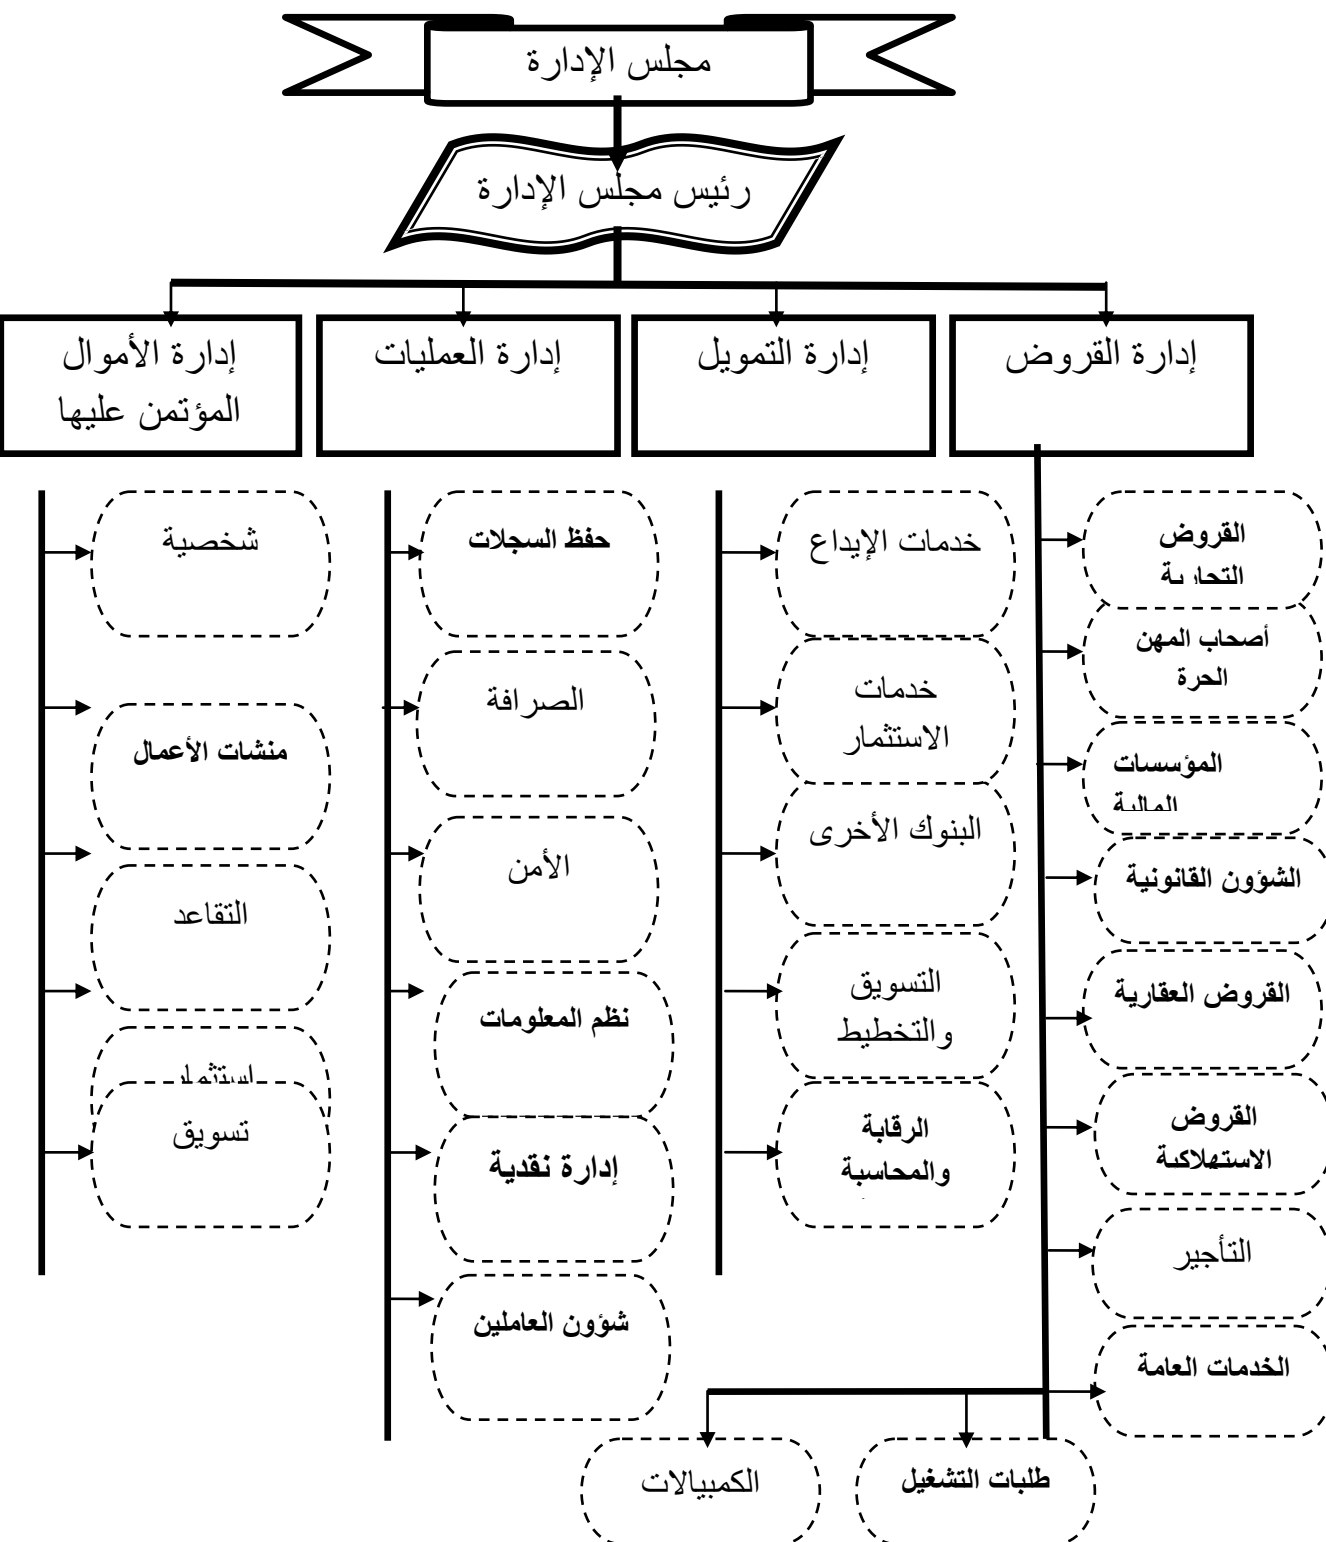 مجلس الإدارة
رئيس مجلس الإدارة
إدارة القروض
إدارة التمويل
إدارة العمليات
إدارة الأموال
المؤتمن عليها
القروض
التجارية
أصحاب المهن
الحرة
المؤسسات
المالية
الشؤون القانونية
القروض العقارية
القروض
الاستهلاكية
التأجير
الخدمات العامة
طلبات التشغيل
الكمبيالات
خدمات الإيداع
خدمات
الاستثمار
البنوك الأخرى
التسويق
والتخطيط
الرقابة
والمحاسبة
حفظ السجلات
الصرافة
الأمن
نظم المعلومات
إدارة نقدية
شؤون العاملين
شخصية
منشات الأعمال
التقاعد
استثمار
تسويق